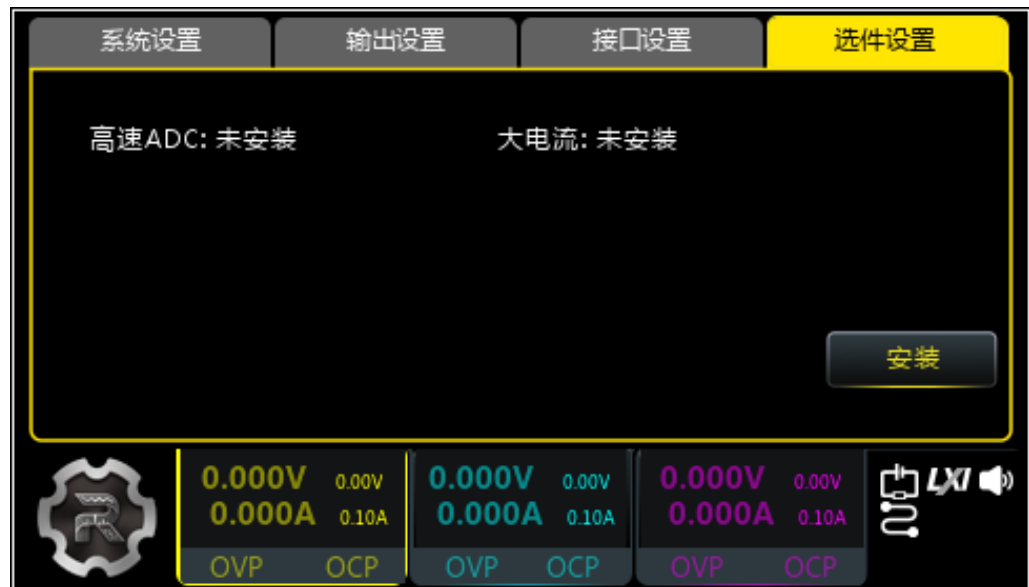 系统设置 输出设置 接口设置 选件设置
高速ADC: 未安装 大电流: 未安装
安装
0.000V 0.00V 0.000V 0.00V 0.000V 0.00V LXI
0.000A 0.10A 0.000A 0.10A 0.000A 0.10A
OVP OCP OVP OCP OVP OCP